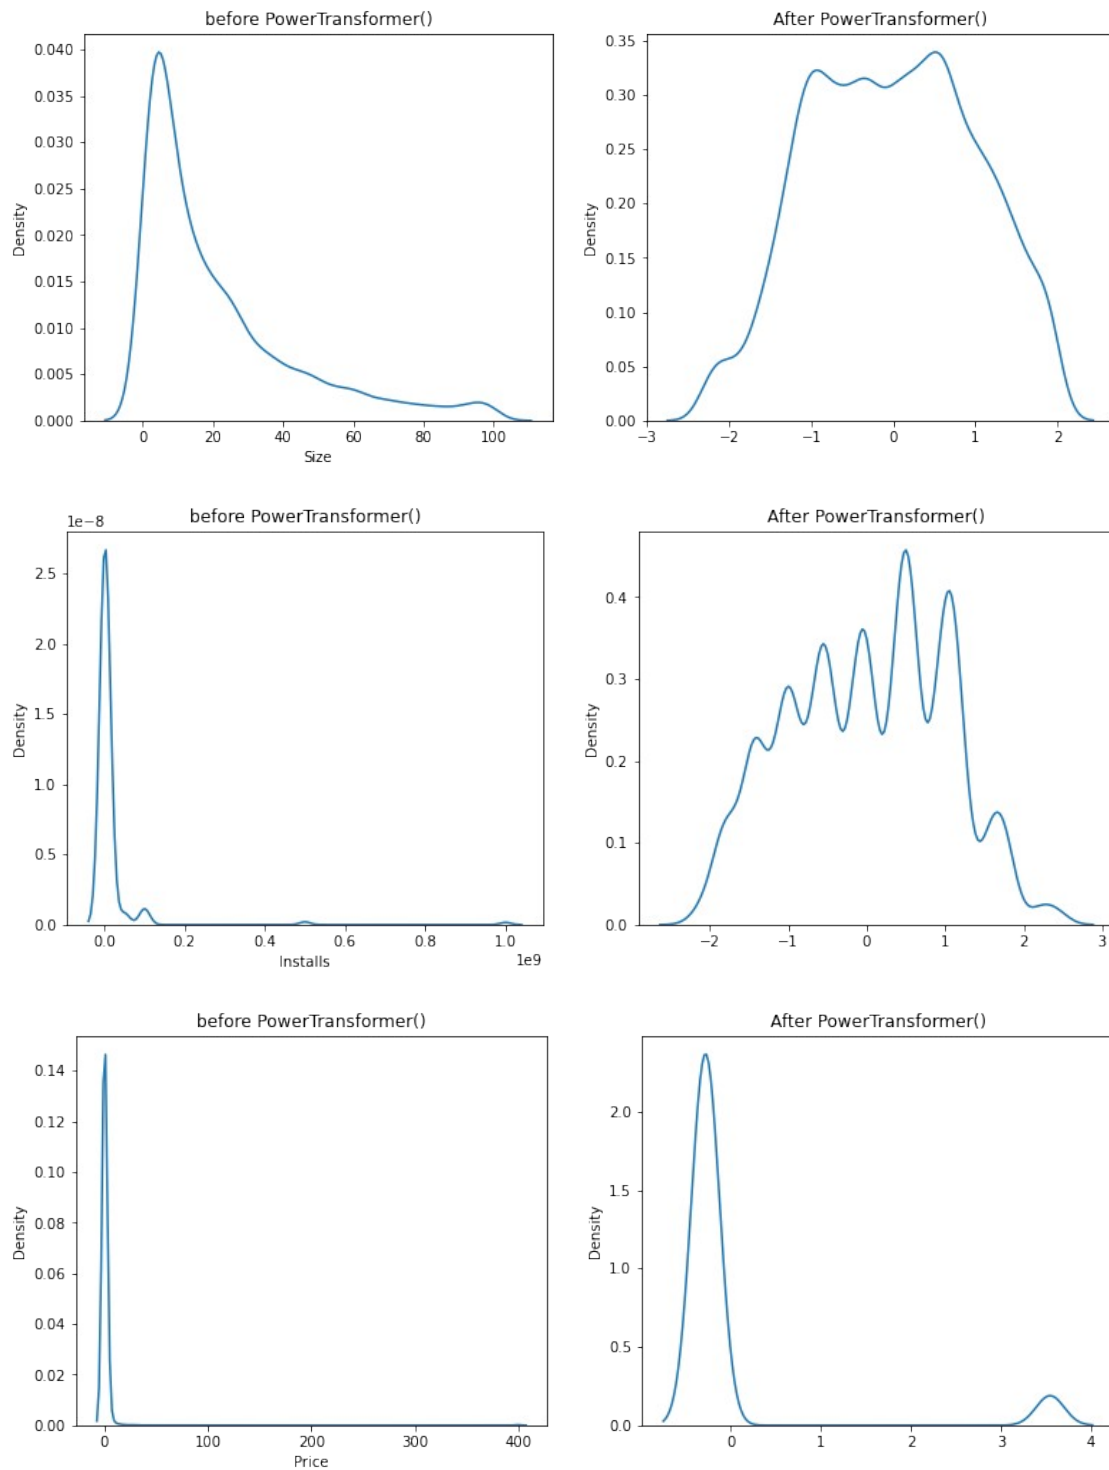 before PowerTransformer()
After PowerTransformer()
0.040
0.035
0.030
0.025
0.020
0.015
0.010
0.005
0.000
Density
0 20 40 60 80 100
Size
0.35
0.30
0.25
0.20
0.15
0.10
0.05
0.00
Density
−3 −2 −1 0 1 2
1e−8
before PowerTransformer()
After PowerTransformer()
2.5
2.0
1.5
1.0
0.5
0.0
Density
0.0 0.2 0.4 0.6 0.8 1.0
Installs
1e9
0.4
0.3
0.2
0.1
0.0
Density
−2 −1 0 1 2 3
before PowerTransformer()
After PowerTransformer()
0.14
0.12
0.10
0.08
0.06
0.04
0.02
0.00
Density
0 100 200 300 400
Price
2.0
1.5
1.0
0.5
0.0
Density
0 1 2 3 4